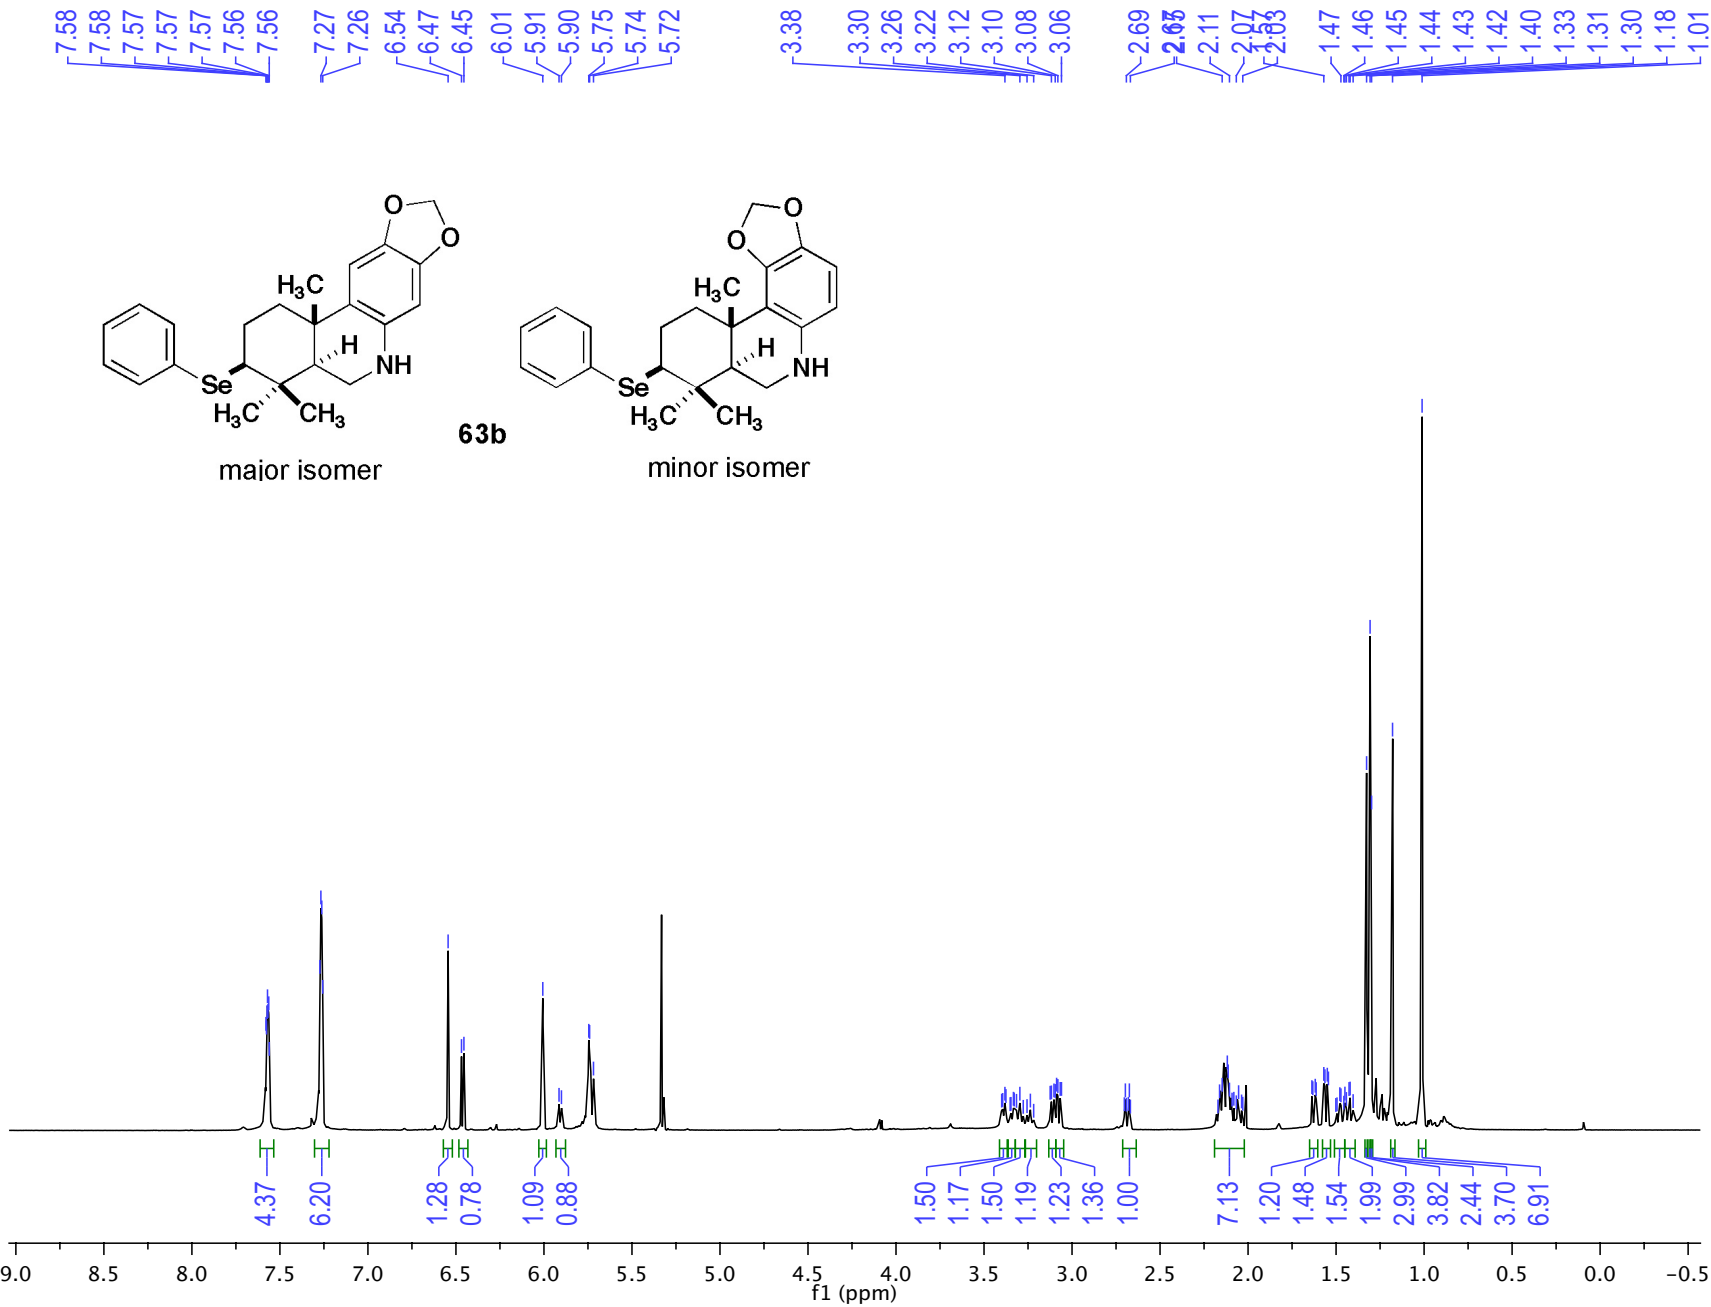 7.58 7.58 7.57 7.57 7.57 7.56 7.56 7.27 7.26 6.54 6.47 6.45 6.01 5.91 5.90 5.75 5.74 5.72 3.38 3.30 3.26 3.22 3.12 3.10 3.08 3.06 2.69 2.67 2.11 2.07 2.03 1.57 1.47 1.46 1.45 1.44 1.43 1.42 1.40 1.33 1.31 1.30 1.18 1.01
O
O
H3C
H
NH
Se
H3C
CH3
major isomer
63b
O
O
H3C
H
NH
Se
H3C
CH3
minor isomer
4.37 6.20 1.28 0.78 1.09 0.88 1.50 1.17 1.50 1.19 1.23 1.36 1.00 7.13 1.20 1.48 1.54 1.99 2.99 3.82 2.44 3.70 6.91
9.0 8.5 8.0 7.5 7.0 6.5 6.0 5.5 5.0 4.5 4.0 3.5 3.0 2.5 2.0 1.5 1.0 0.5 0.0 −0.5
f1 (ppm)